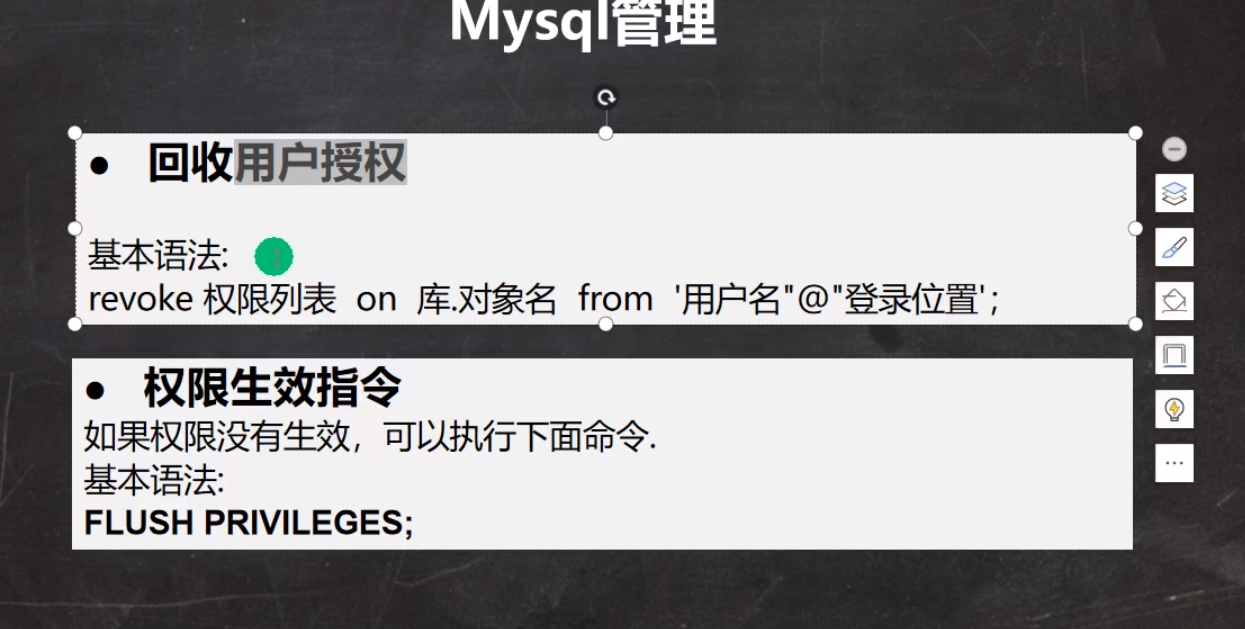 Mysql管理
● 回收用户授权
基本语法:
revoke 权限列表 on 库.对象名 from '用户名"@"登录位置' ;
● 权限生效指令
如果权限没有生效，可以执行下面命令.
基本语法:
FLUSH PRIVILEGES;